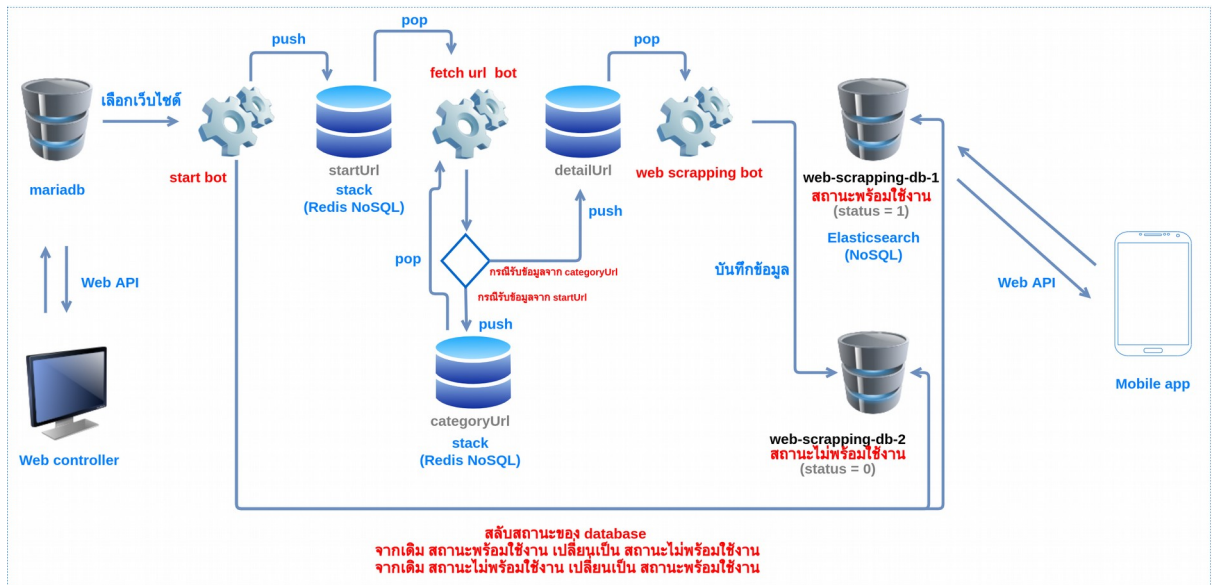 pop
push
pop
fetch url bot
เลือกเว็บไซต์
mariadb
start bot
startUrl
stack
(Redis NoSQL)
detailUrl
web scrapping bot
web-scrapping-db-1
สถานะพร้อมใช้งาน
(status = 1)
Elasticsearch
(NoSQL)
push
pop
กรณีรับข้อมูลจาก categoryUrl
กรณีรับข้อมูลจาก startUrl
บันทึกข้อมูล
Web API
Web API
push
Mobile app
categoryUrl
stack
(Redis NoSQL)
Web controller
web-scrapping-db-2
สถานะไม่พร้อมใช้งาน
(status = 0)
สลับสถานะของ database
จากเดิม สถานะพร้อมใช้งาน เปลี่ยนเป็น สถานะไม่พร้อมใช้งาน
จากเดิม สถานะไม่พร้อมใช้งาน เปลี่ยนเป็น สถานะพร้อมใช้งาน